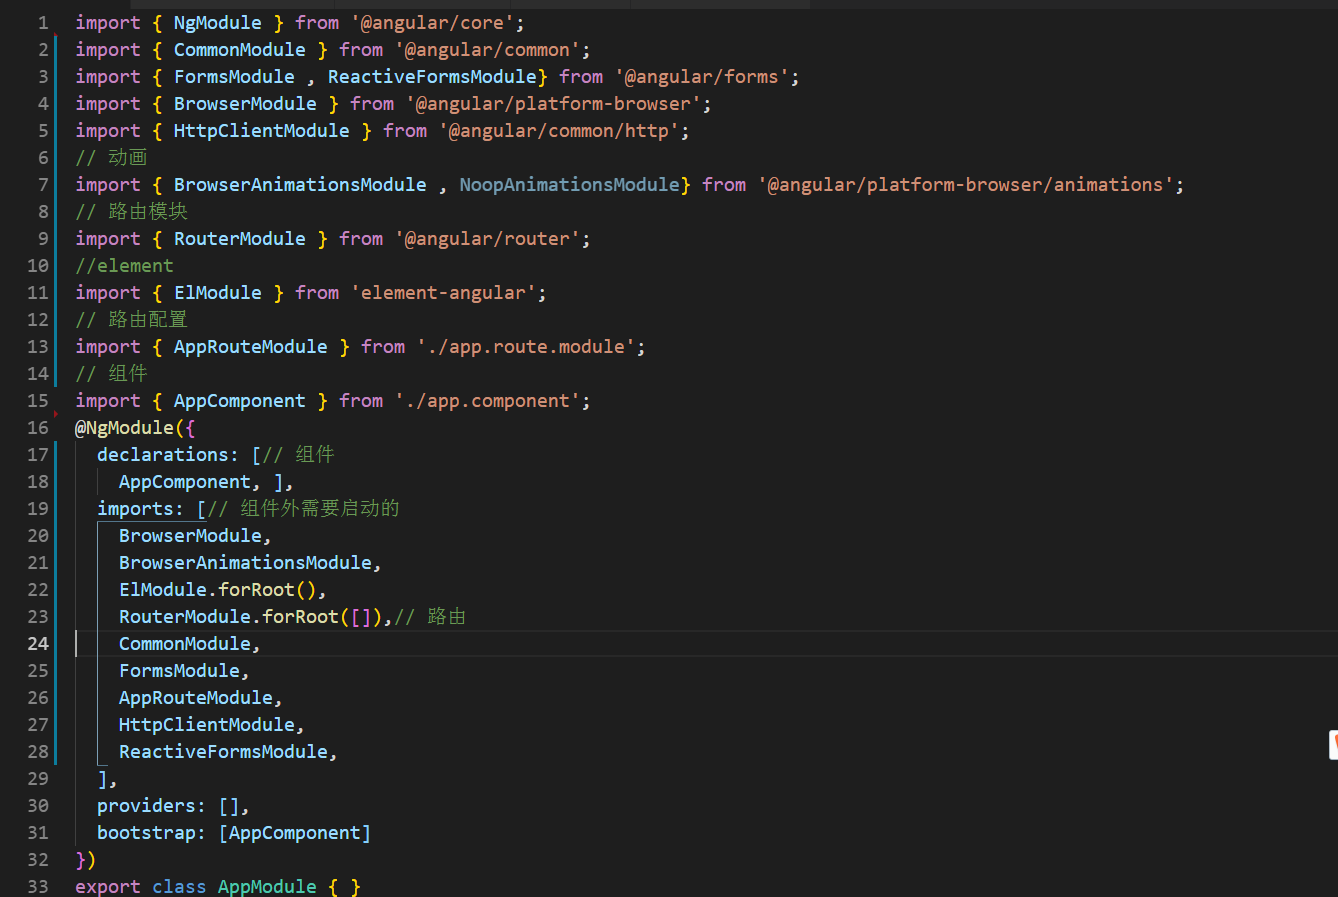 1 import { NgModule } from '@angular/core';
2 import { CommonModule } from '@angular/common';
3 import { FormsModule , ReactiveFormsModule} from '@angular/forms';
4 import { BrowserModule } from '@angular/platform-browser';
5 import { HttpClientModule } from '@angular/common/http';
6 // 动画
7 import { BrowserAnimationsModule , NoopAnimationsModule} from '@angular/platform-browser/animations';
8 // 路由模块
9 import { RouterModule } from '@angular/router';
10 //element
11 import { ElModule } from 'element-angular';
12 // 路由配置
13 import { AppRouteModule } from './app.route.module';
14 // 组件
15 import { AppComponent } from './app.component';
16 @NgModule({
17   declarations: [// 组件
18     AppComponent, ],
19   imports: [// 组件外需要启动的
20     BrowserModule,
21     BrowserAnimationsModule,
22     ElModule.forRoot(),
23     RouterModule.forRoot([]),// 路由
24     CommonModule,
25     FormsModule,
26     AppRouteModule,
27     HttpClientModule,
28     ReactiveFormsModule,
29   ],
30   providers: [],
31   bootstrap: [AppComponent]
32 })
33 export class AppModule { }